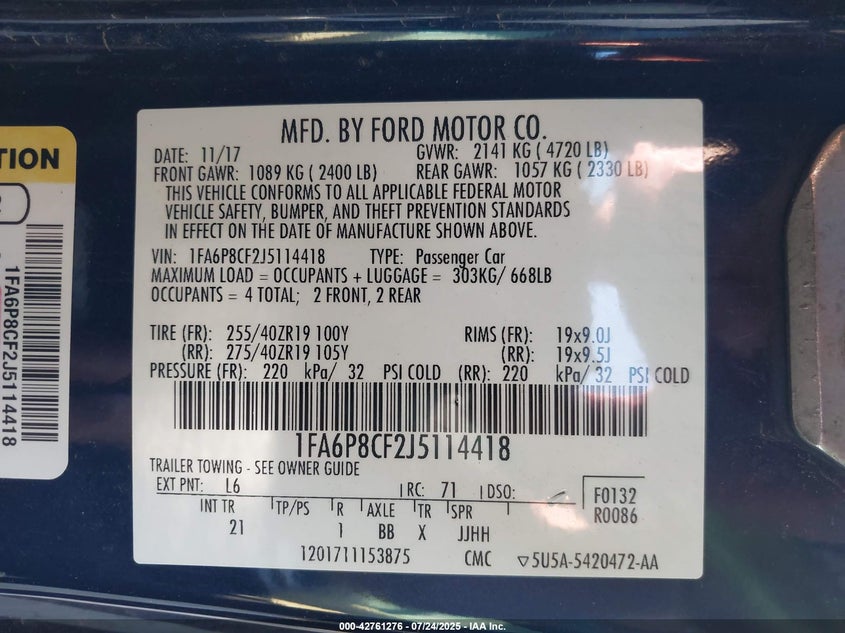 TION
2
1FA6P8CF2J5114418
MFD. BY FORD MOTOR CO.
DATE: 11/17 GVWR: 2141 KG ( 4720 LB)
FRONT GAWR: 1089 KG ( 2400 LB) REAR GAWR: 1057 KG ( 2330 LB)
THIS VEHICLE CONFORMS TO ALL APPLICABLE FEDERAL MOTOR
VEHICLE SAFETY, BUMPER, AND THEFT PREVENTION STANDARDS
IN EFFECT ON THE DATE OF MANUFACTURE SHOWN ABOVE.
VIN: 1FA6P8CF2J5114418 TYPE: Passenger Car
MAXIMUM LOAD = OCCUPANTS + LUGGAGE = 303KG/ 668LB
OCCUPANTS = 4 TOTAL; 2 FRONT, 2 REAR
TIRE (FR): 255/40ZR19 100Y RIMS (FR): 19x9.0J
(RR): 275/40ZR19 105Y (RR): 19x9.5J
PRESSURE (FR): 220 kPa/ 32 PSI COLD (RR): 220 kPa/ 32 PSI COLD
1FA6P8CF2J5114418
TRAILER TOWING - SEE OWNER GUIDE
EXT PNT: L6 RC: 71 DSO: F0132
INT TR TP/PS R AXLE TR SPR R0086
21 1 BB X JJHH
1201711153875 CMC ▽5U5A-5420472-AA
000-42761276 - 07/24/2025 - IAA Inc.